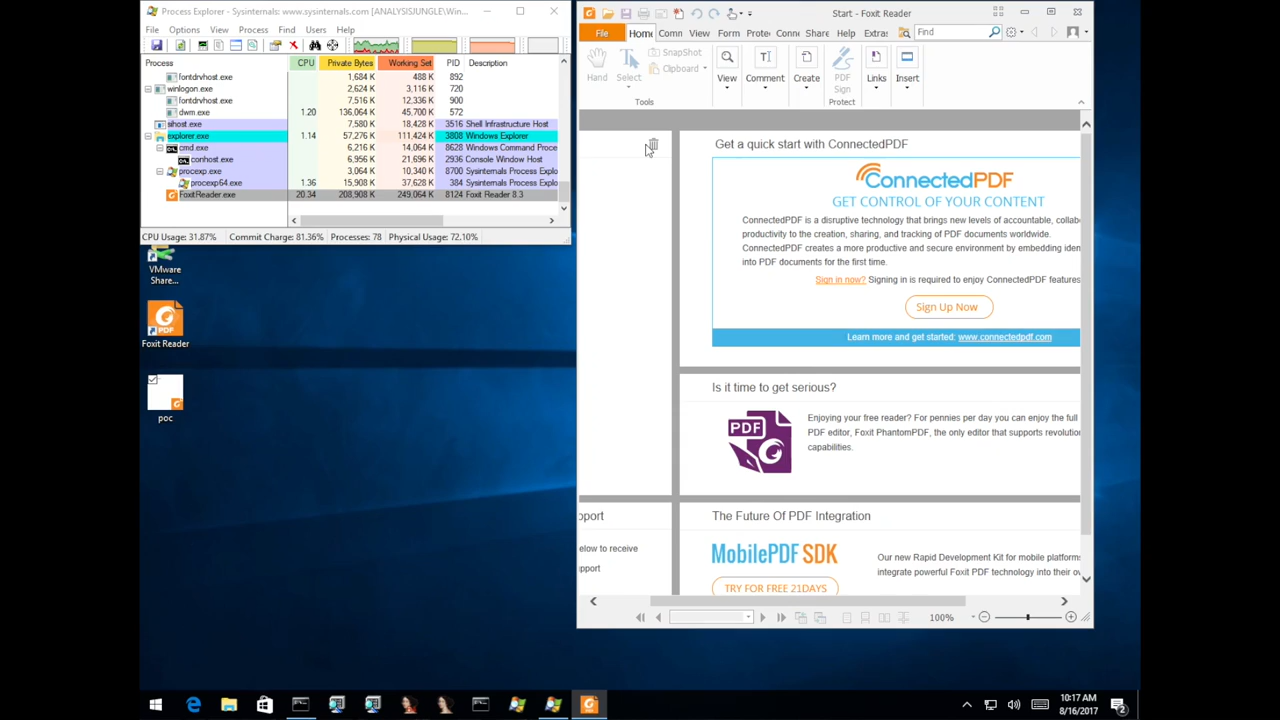 Process Explorer - Sysinternals: www.sysinternals.com [ANALYSISJUNGLE\Win...
File Options View Process Find Users Help
Process CPU Private Bytes Working Set PID Description
fontdrvhost.exe 1,684 K 488 K 892
winlogon.exe 2,624 K 3,116 K 720
fontdrvhost.exe 7,516 K 12,336 K 900
dwm.exe 1.20 136,064 K 45,700 K 572
sihost.exe 7,580 K 18,428 K 3516 Shell Infrastructure Host
explorer.exe 1.14 57,276 K 111,424 K 3808 Windows Explorer
cmd.exe 6,216 K 14,064 K 8628 Windows Command Proce
conhost.exe 6,956 K 21,696 K 2936 Console Window Host
procexp.exe 3,064 K 10,340 K 8700 Sysinternals Process Explo
procexp64.exe 1.36 15,908 K 37,628 K 384 Sysinternals Process Explo
FoxitReader.exe 20.34 208,908 K 249,064 K 8124 Foxit Reader 8.3
CPU Usage: 31.87% Commit Charge: 81.36% Processes: 78 Physical Usage: 72.10%
VMware
Share...
Foxit Reader
poc
Start - Foxit Reader
File Home Comn View Form Prote Conn Share Help Extras Find
Hand Select SnapShot Clipboard View Comment Create PDF Sign Links Insert
Tools Protect
Get a quick start with ConnectedPDF
ConnectedPDF
GET CONTROL OF YOUR CONTENT
ConnectedPDF is a disruptive technology that brings new levels of accountable, collab
productivity to the creation, sharing, and tracking of PDF documents worldwide.
ConnectedPDF creates a more productive and secure environment by embedding iden
into PDF documents for the first time.
Sign in now? Signing in is required to enjoy ConnectedPDF features
Sign Up Now
Learn more and get started: www.connectedpdf.com
Is it time to get serious?
PDF
Enjoying your free reader? For pennies per day you can enjoy the full
PDF editor, Foxit PhantomPDF, the only editor that supports revolution
capabilities.
pport
elow to receive
upport
The Future Of PDF Integration
MobilePDF SDK
Our new Rapid Development Kit for mobile platforms
integrate powerful Foxit PDF technology into their ow
TRY FOR FREE 21DAYS
100%
10:17 AM
8/16/2017
2